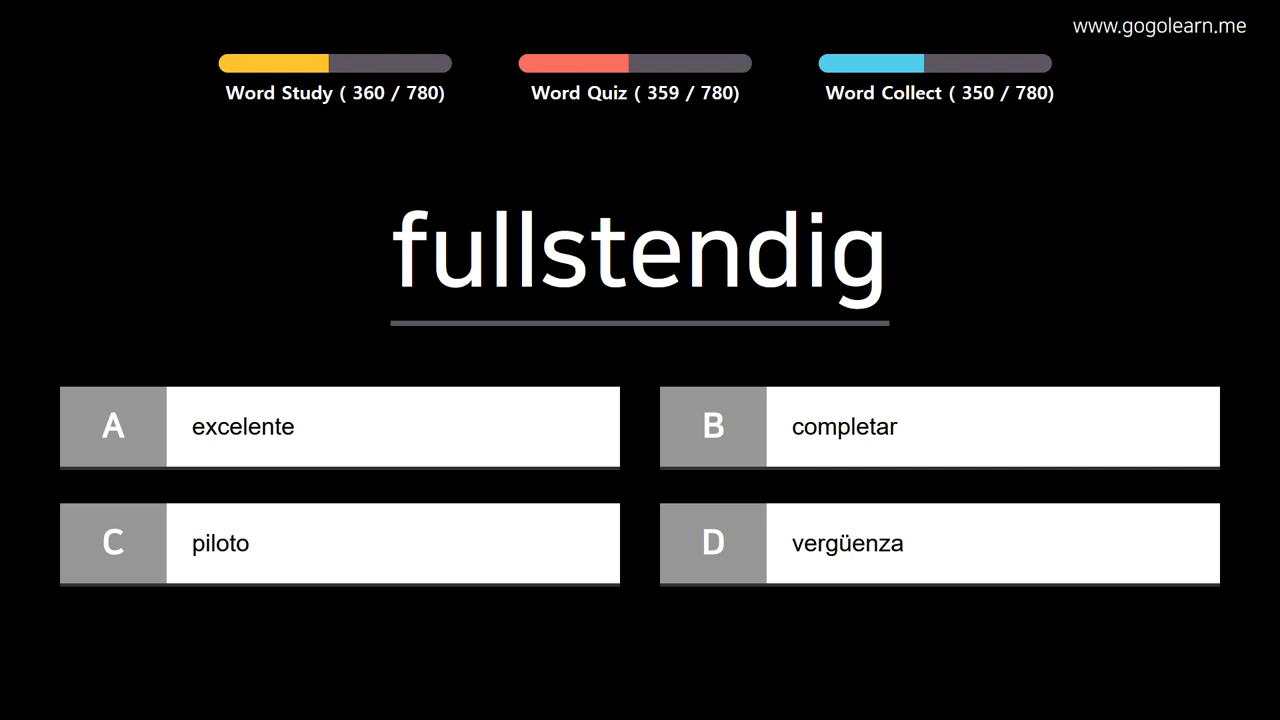 www.gogolearn.me
Word Study ( 360 / 780)
Word Quiz ( 359 / 780)
Word Collect ( 350 / 780)
fullstendig
A excelente
B completar
C piloto
D vergüenza